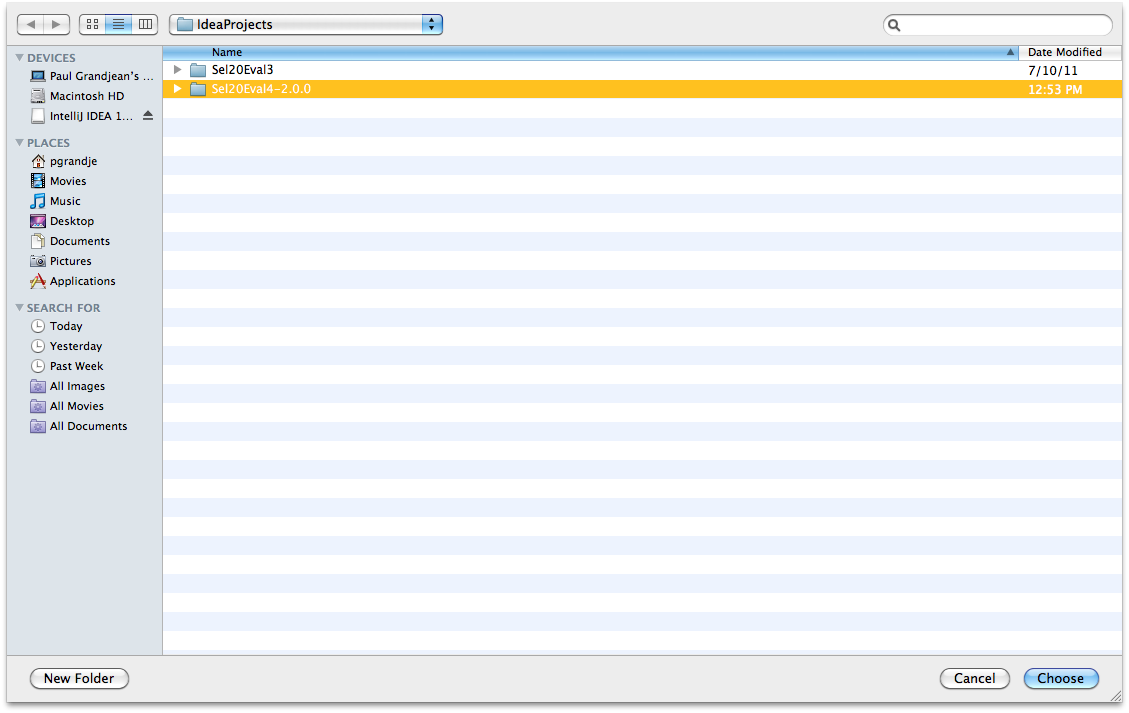 IdeaProjects
Name Date Modified
DEVICES
Paul Grandjean's ...
Macintosh HD
IntelliJ IDEA 1...
PLACES
pgrandje
Movies
Music
Desktop
Documents
Pictures
Applications
SEARCH FOR
Today
Yesterday
Past Week
All Images
All Movies
All Documents
Sel20Eval3 7/10/11
Sel20Eval4-2.0.0 12:53 PM
New Folder Cancel Choose